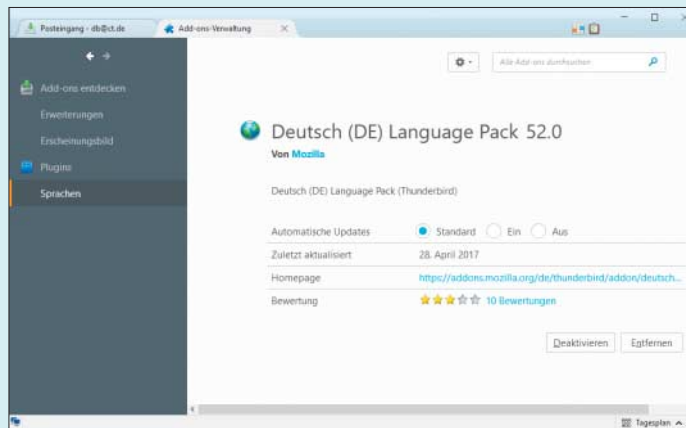 Posteingang - db@ct.de
Add-ons-Verwaltung
Alle Add-ons durchsuchen
Add-ons entdecken
Erweiterungen
Erscheinungsbild
Plugins
Sprachen
Deutsch (DE) Language Pack 52.0
Von Mozilla
Deutsch (DE) Language Pack (Thunderbird)
Automatische Updates Standard Ein Aus
Zuletzt aktualisiert 28. April 2017
Homepage https://addons.mozilla.org/de/thunderbird/addon/deutsch...
Bewertung 10 Bewertungen
Deaktivieren Entfernen
Tagesplan